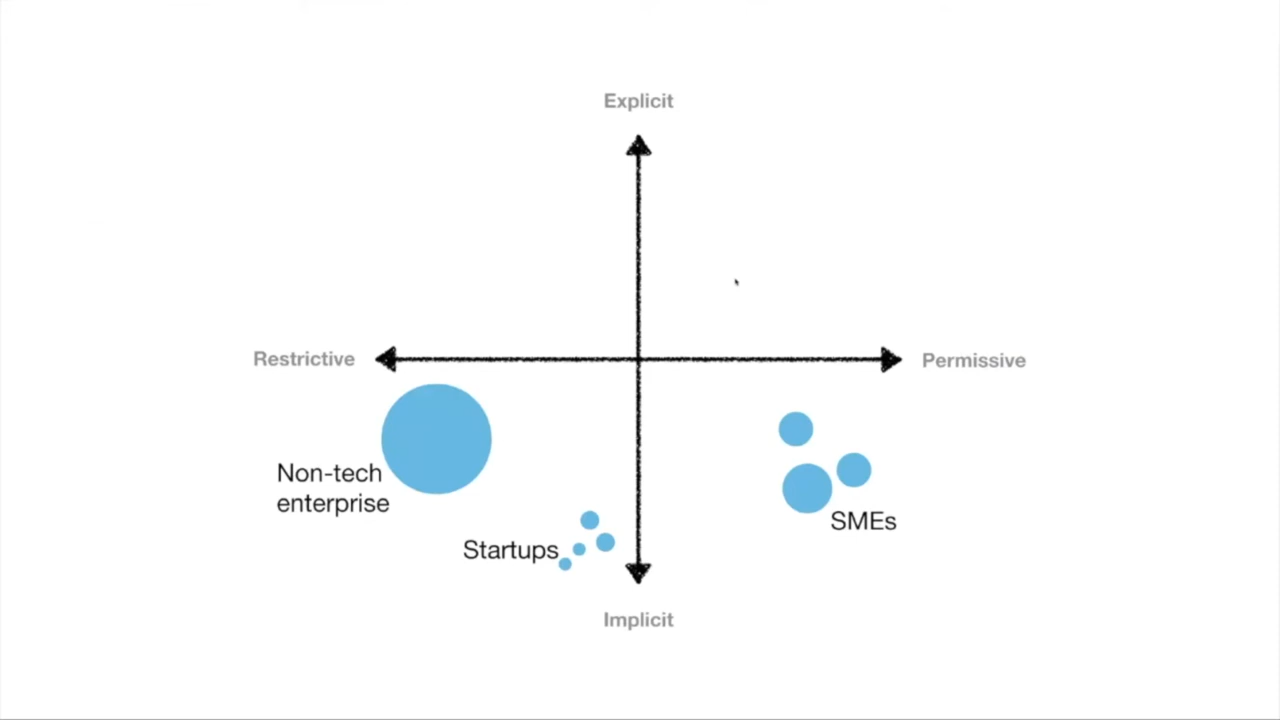 Explicit
Restrictive
Permissive
Non-tech
enterprise
SMEs
Startups
Implicit